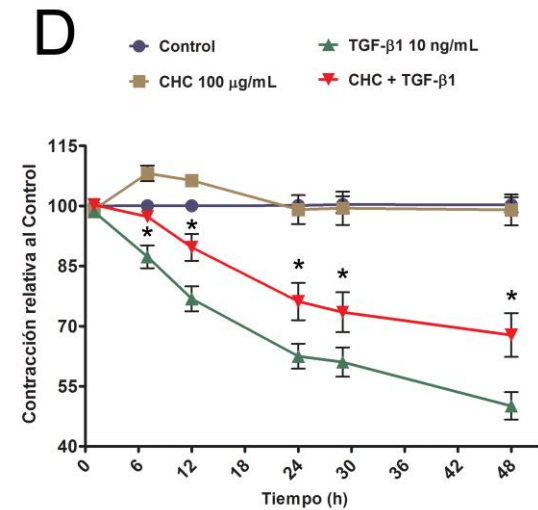 D
Control
TGF-β1 10 ng/mL
CHC 100 µg/mL
CHC + TGF-β1
Contracción relativa al Control
115
100
85
70
55
40
* * * * *
0 6 12 18 24 30 36 42 48
Tiempo (h)